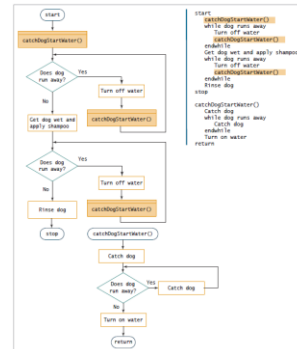 start
catchDogStartWater()
Does dog
run away?
Yes
Turn off water
catchDogStartWater()
No
Get dog wet and
apply shampoo
Does dog
run away?
Yes
Turn off water
catchDogStartWater()
No
Rinse dog
stop
catchDogStartWater()
Catch dog
Does dog
run away?
Yes
Catch dog
No
Turn on water
return
start
catchDogStartWater()
while dog runs away
Turn off water
catchDogStartWater()
endwhile
Get dog wet and apply shampoo
while dog runs away
Turn off water
catchDogStartWater()
endwhile
Rinse dog
stop
catchDogStartWater()
Catch dog
while dog runs away
Catch dog
endwhile
Turn on water
return